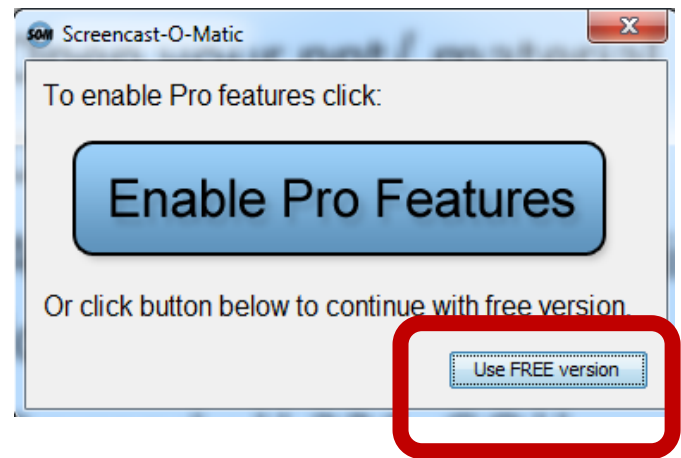 SOM Screencast-O-Matic
To enable Pro features click:
Enable Pro Features
Or click button below to continue with free version.
Use FREE version